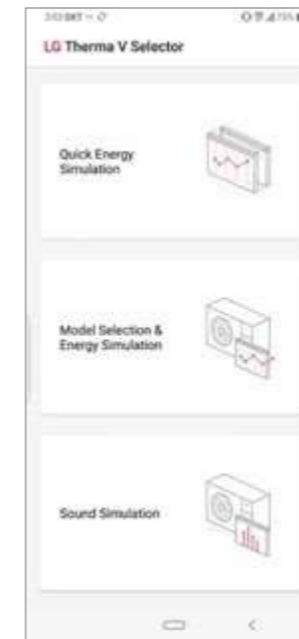 LG Therma V Selector
Quick Energy
Simulation
Model Selection &
Energy Simulation
Sound Simulation